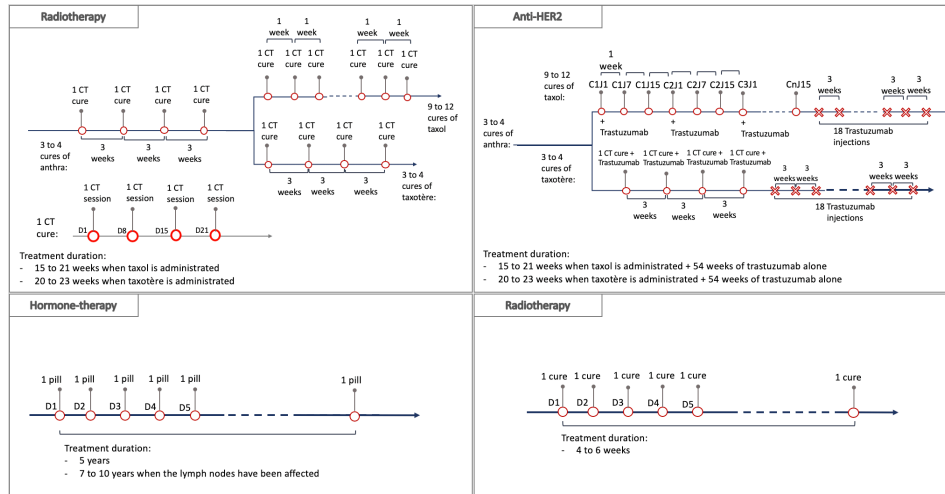 Radiotherapy
1 week
1 week
1 week
1 week
1 CT cure
1 CT cure
1 CT cure
1 CT cure
1 CT cure
1 CT cure
1 CT cure
1 CT cure
1 CT cure
1 CT cure
9 to 12 cures of taxol
3 to 4 cures of anthra:
3 weeks
3 weeks
3 weeks
1 CT cure
1 CT cure
1 CT cure
1 CT cure
3 weeks
3 weeks
3 weeks
3 to 4 cures of taxotère:
1 CT session
1 CT session
1 CT session
1 CT session
1 CT cure:
D1
D8
D15
D21
Treatment duration:
- 15 to 21 weeks when taxol is administrated
- 20 to 23 weeks when taxotère is administrated
Anti-HER2
1 week
9 to 12 cures of taxol:
C1J1
C1J7
C1J15
C2J1
C2J7
C2J15
C3J1
CnJ15
3 weeks
3 weeks
3 weeks
+ Trastuzumab
+ Trastuzumab
+ Trastuzumab
18 Trastuzumab injections
3 to 4 cures of anthra:
3 to 4 cures of taxotère:
1 CT cure + Trastuzumab
1 CT cure + Trastuzumab
1 CT cure + Trastuzumab
1 CT cure + Trastuzumab
3 weeks
3 weeks
3 weeks
3 weeks
3 weeks
3 weeks
3 weeks
18 Trastuzumab injections
Treatment duration:
- 15 to 21 weeks when taxol is administrated + 54 weeks of trastuzumab alone
- 20 to 23 weeks when taxotère is administrated + 54 weeks of trastuzumab alone
Hormone-therapy
1 pill
1 pill
1 pill
1 pill
1 pill
1 pill
D1
D2
D3
D4
D5
Treatment duration:
- 5 years
- 7 to 10 years when the lymph nodes have been affected
Radiotherapy
1 cure
1 cure
1 cure
1 cure
1 cure
1 cure
D1
D2
D3
D4
D5
Treatment duration:
- 4 to 6 weeks